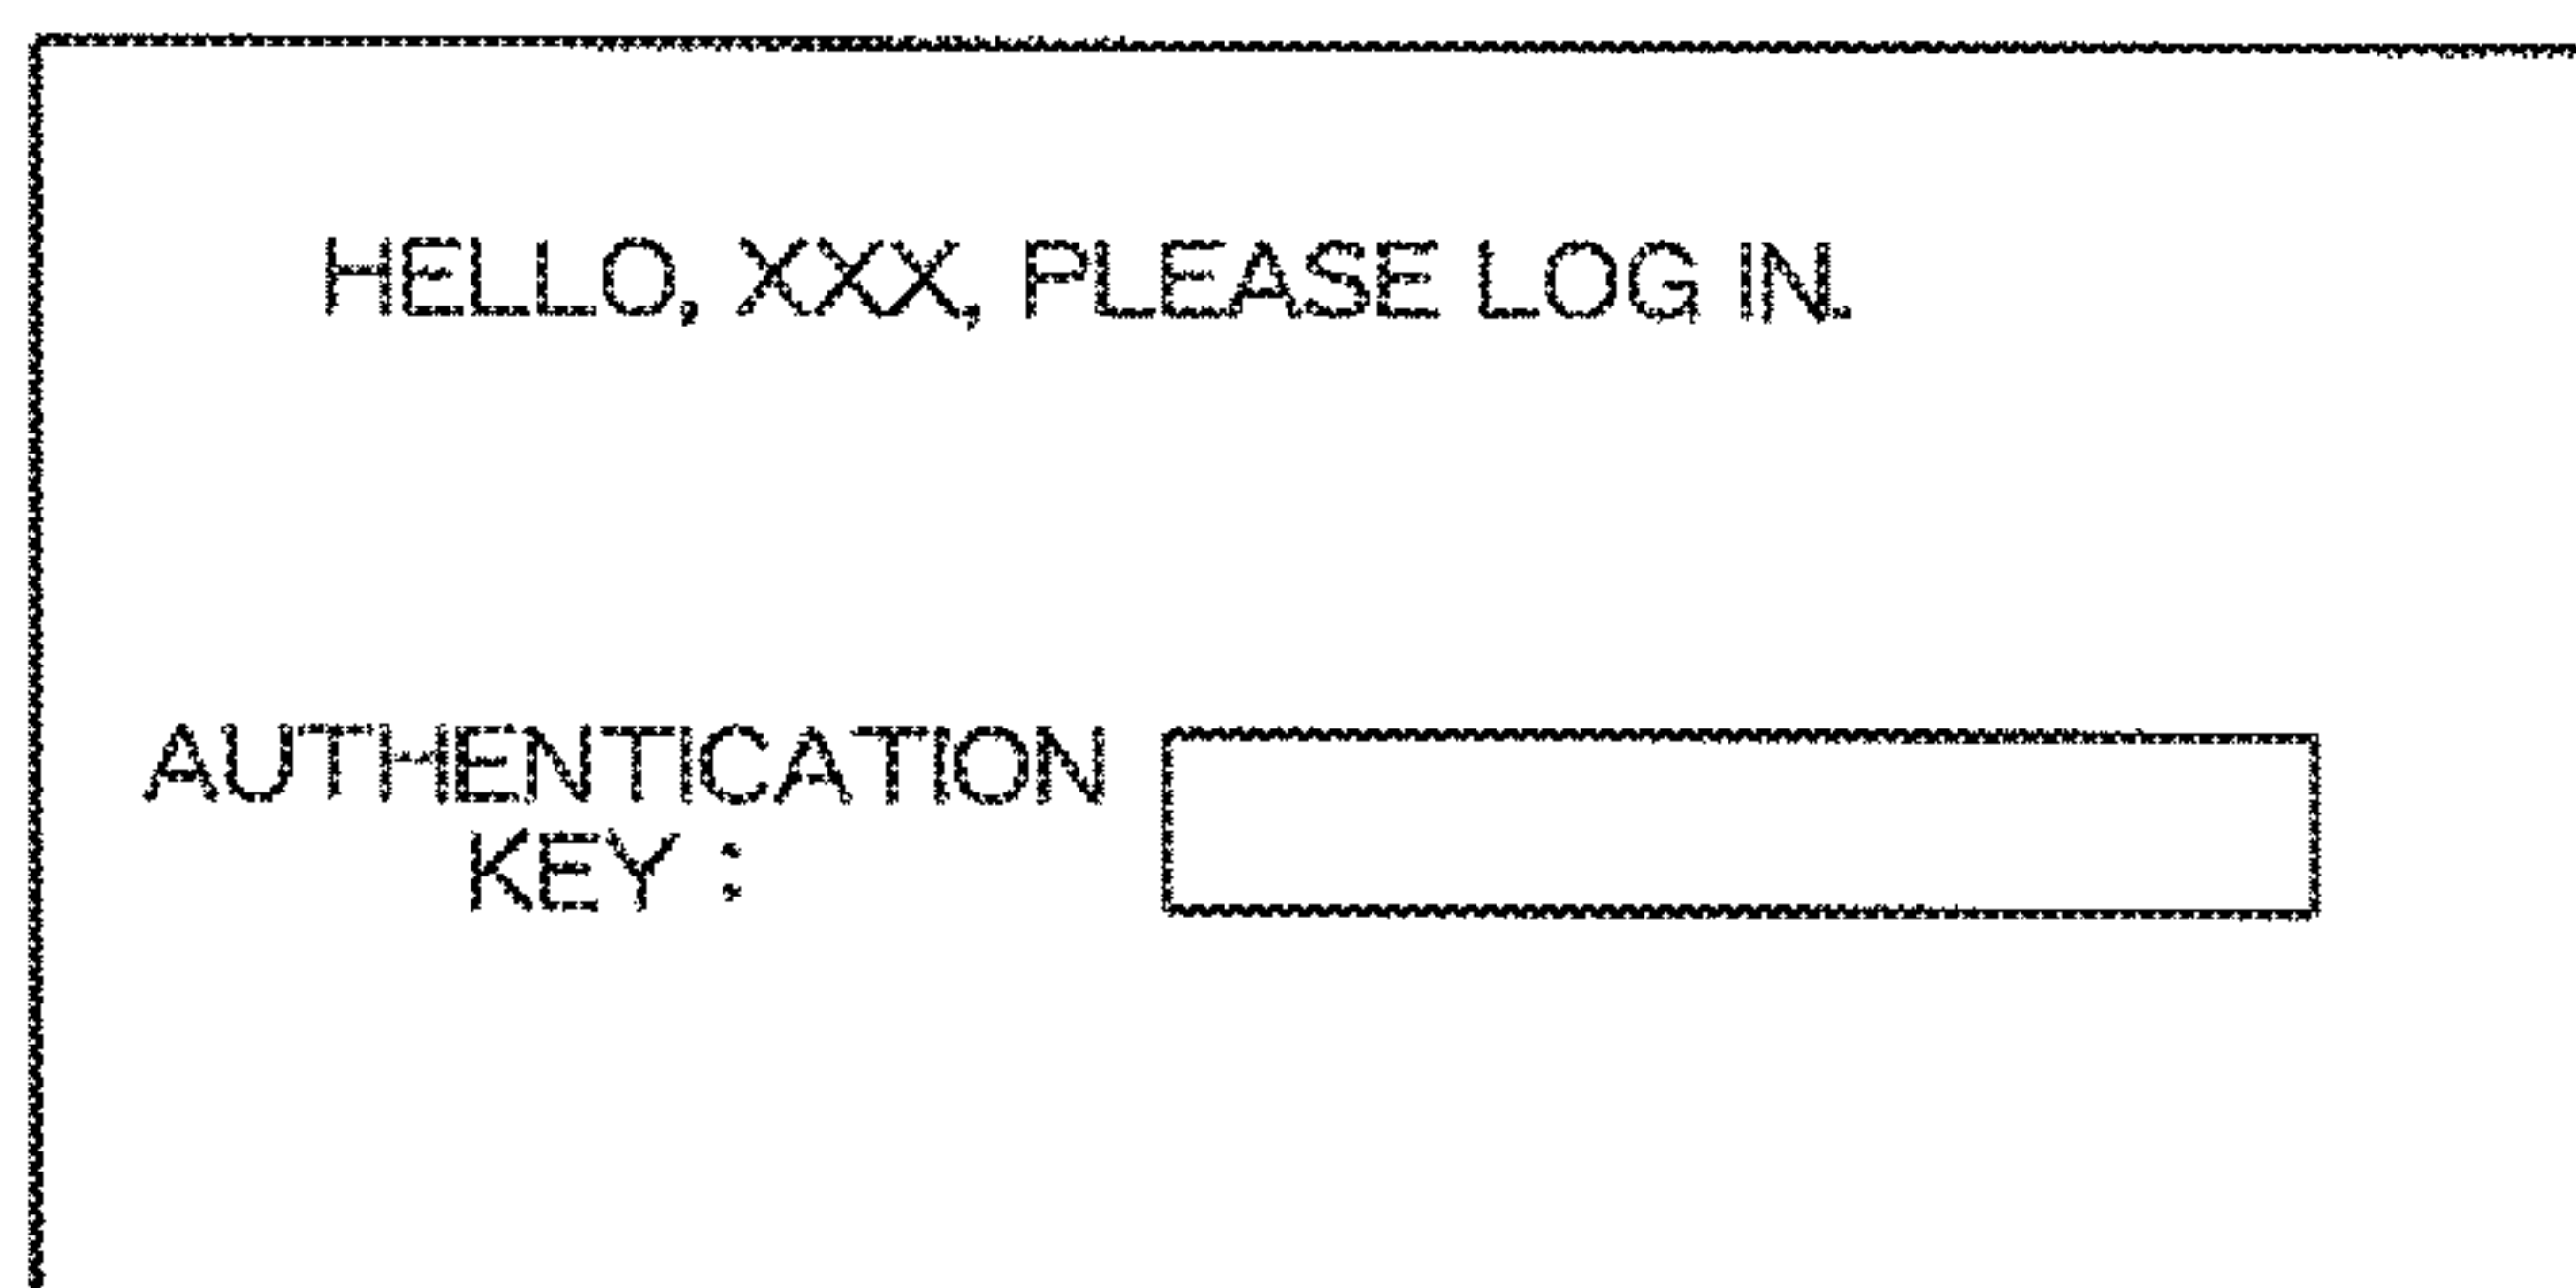 HELLO, XXX, PLEASE LOG IN.
AUTHENTICATION
KEY :